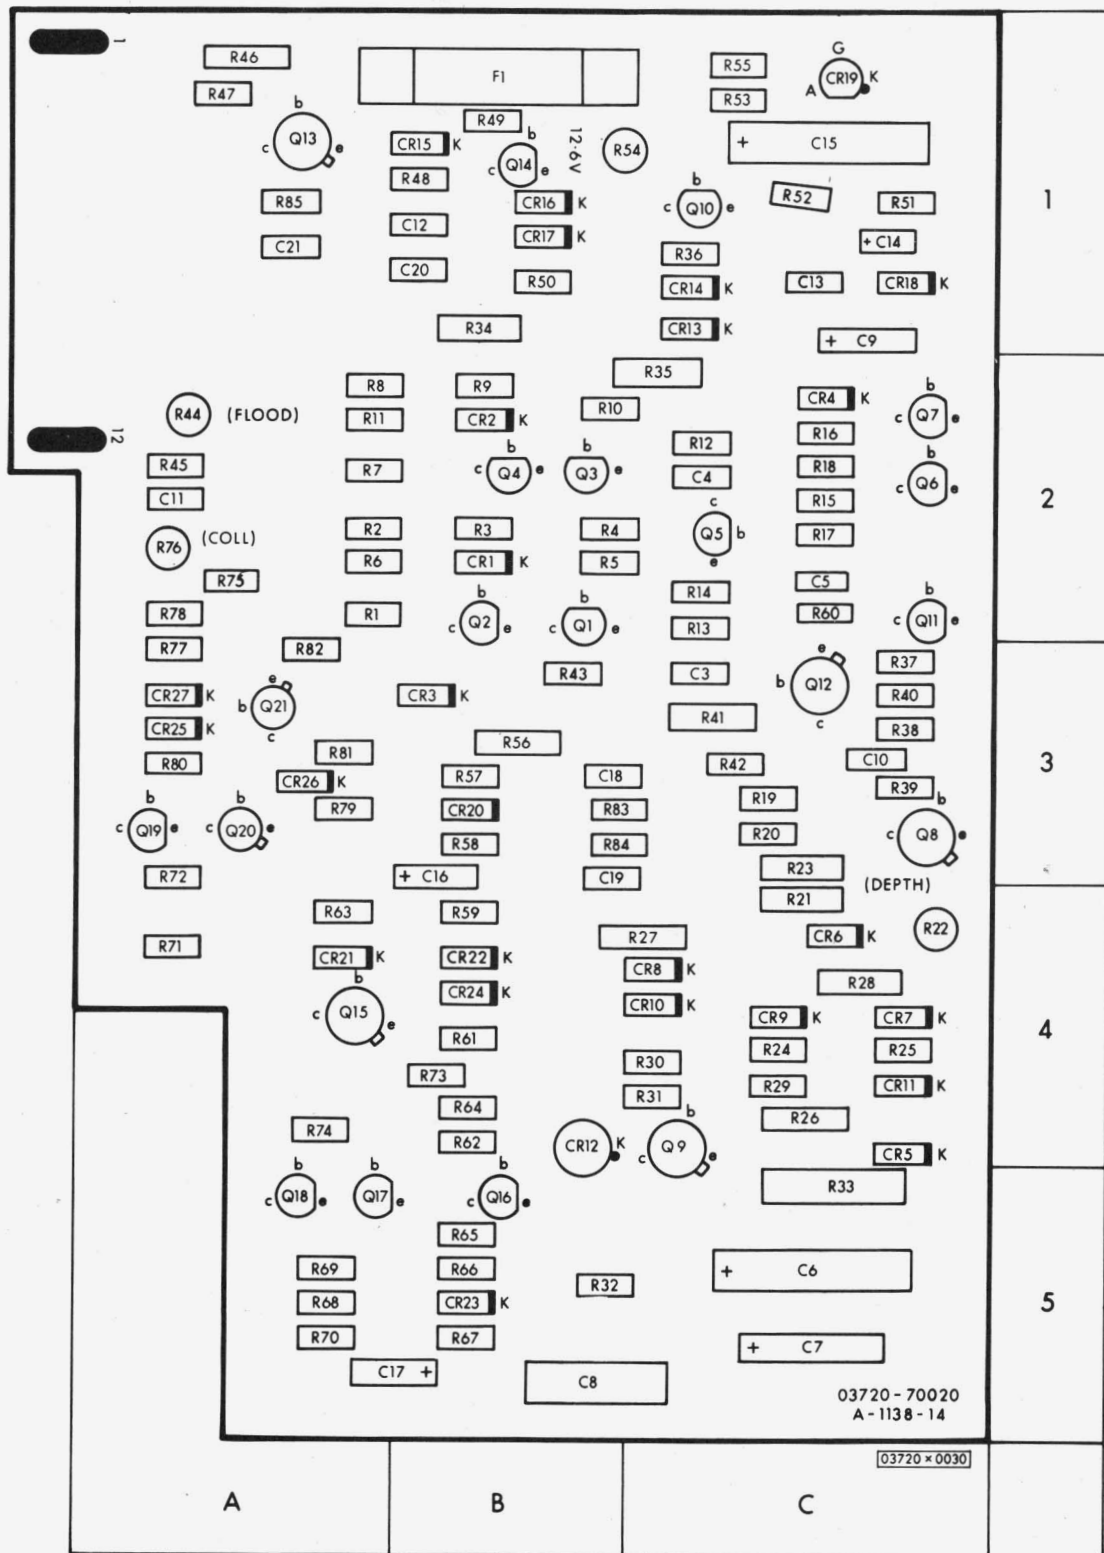 1
R46
F1
R55
G
CR19
K
A
R47
R53
b
Q13
c
e
R49
12-6V
R54
+ C15
CR15 K
b
Q14
c
e
R48
R85
CR16 K
b
Q10
c
e
R52
R51
1
C12
CR17 K
+ C14
C21
R36
C20
R50
CR14 K
C13
CR18 K
R34
CR13 K
+ C9
R35
R8
R9
CR4 K
b
Q7
c
e
R44 (FLOOD)
R11
CR2 K
R10
12
R16
R12
R45
R7
b
Q4
c
e
b
Q3
e
C4
R18
b
Q6
c
e
C11
R15
2
R76 (COLL)
R2
R3
R4
c
Q5 b
e
R17
R6
CR1 K
R5
R75
C5
R14
R78
R1
b
Q2
c
e
b
Q1
c
e
R60
b
Q11
c
e
R13
R77
R82
R43
C3
e
b
Q12
c
R37
CR27 K
e
b
Q21
c
CR3 K
R40
R41
CR25 K
R38
R56
R81
R80
R42
C10
3
CR26 K
R57
C18
R39
R19
R79
CR20
R83
b
Q19
c
e
b
Q20
c
e
R20
b
Q8
c
e
R58
R84
R72
+ C16
C19
R23
(DEPTH)
R21
R63
R59
R22
R71
R27
CR6 K
CR21 K
CR22 K
CR8 K
R28
CR24 K
CR10 K
b
Q15
c
e
CR9 K
CR7 K
4
R61
R24
R25
R30
R73
R29
CR11 K
R31
R64
R26
R74
R62
CR12
K
b
Q9
c
e
CR5 K
b
Q18
c
e
b
Q17
e
b
Q16
c
e
R33
R65
R69
R66
+ C6
R32
R68
CR23 K
5
R70
R67
+ C7
C17 +
C8
03720-70020
A-1138-14
03720 × 0030
A
B
C